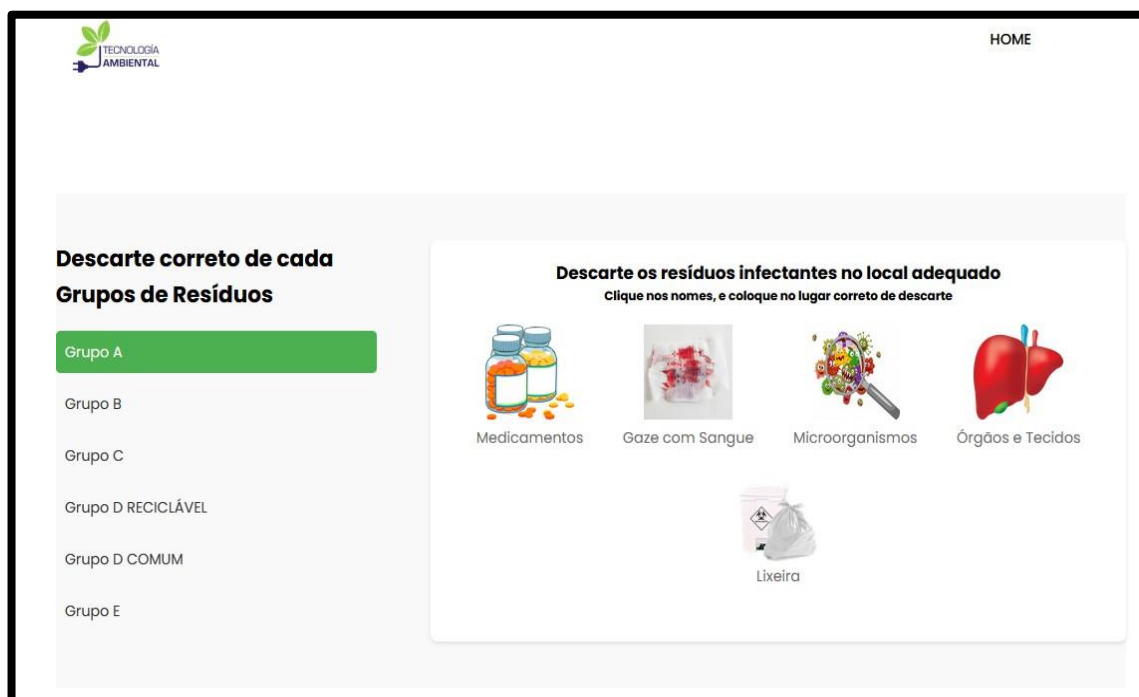 TECNOLOGÍA
AMBIENTAL
HOME
Descarte correto de cada
Grupos de Resíduos
Grupo A
Grupo B
Grupo C
Grupo D RECICLÁVEL
Grupo D COMUM
Grupo E
Descarte os resíduos infectantes no local adequado
Clique nos nomes, e coloque no lugar correto de descarte
Medicamentos
Gaze com Sangue
Microorganismos
Órgãos e Tecidos
Lixeira